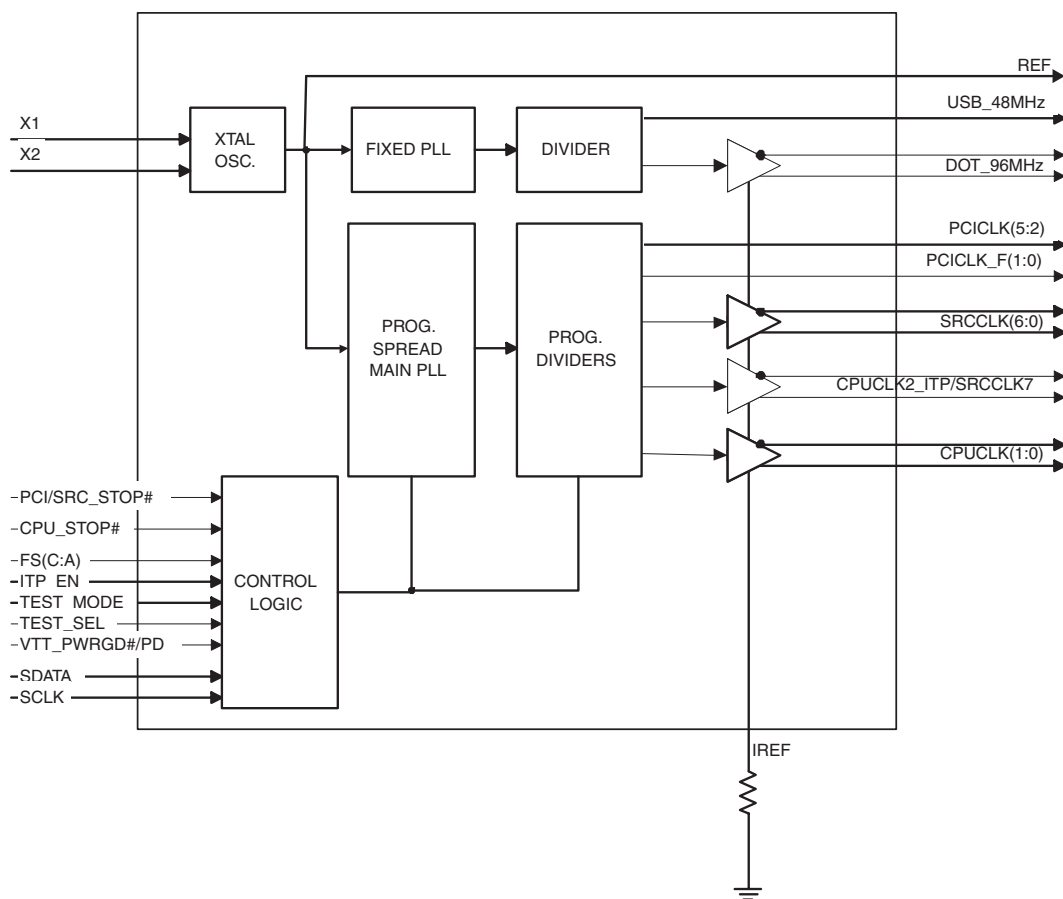 REF
USB_48MHz
X1
X2
XTAL
OSC.
FIXED PLL
DIVIDER
DOT_96MHz
PCICLK(5:2)
PCICLK_F(1:0)
PROG.
SPREAD
MAIN PLL
PROG.
DIVIDERS
SRCCLK(6:0)
CPUCLK2_ITP/SRCCLK7
CPUCLK(1:0)
PCI/SRC_STOP#
CPU_STOP#
FS(C:A)
ITP_EN
TEST_MODE
TEST_SEL
VTT_PWRGD#/PD
SDATA
SCLK
CONTROL
LOGIC
IREF